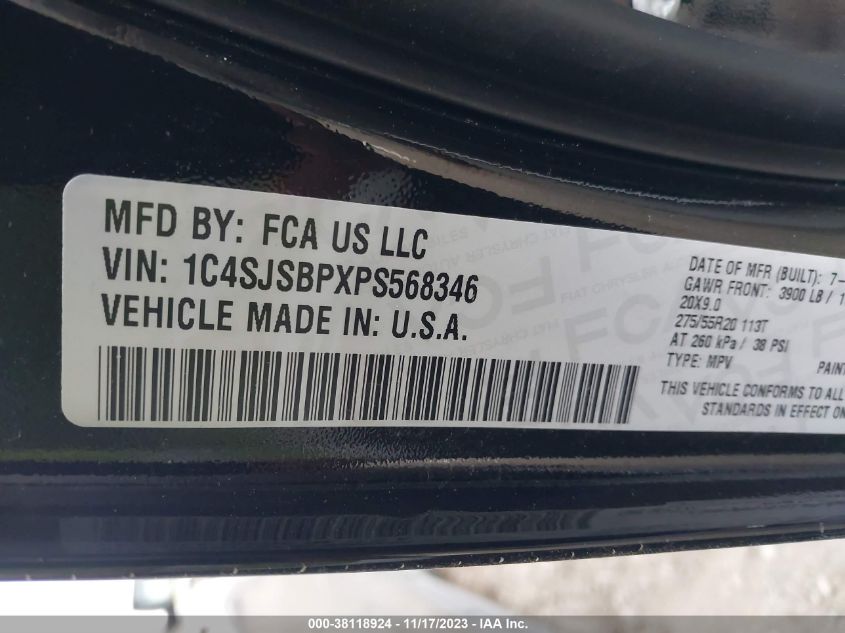 MFD BY: FCA US LLC
VIN: 1C4SJSBPXPS568346
VEHICLE MADE IN: U.S.A.
DATE OF MFR (BUILT): 7-
GAWR FRONT: 3900 LB / 1
20X9.0
275/55R20 113T
AT 260 kPa / 38 PSI
TYPE: MPV
PAIN
THIS VEHICLE CONFORMS TO ALL
STANDARDS IN EFFECT ON
000-38118924 - 11/17/2023 - IAA Inc.